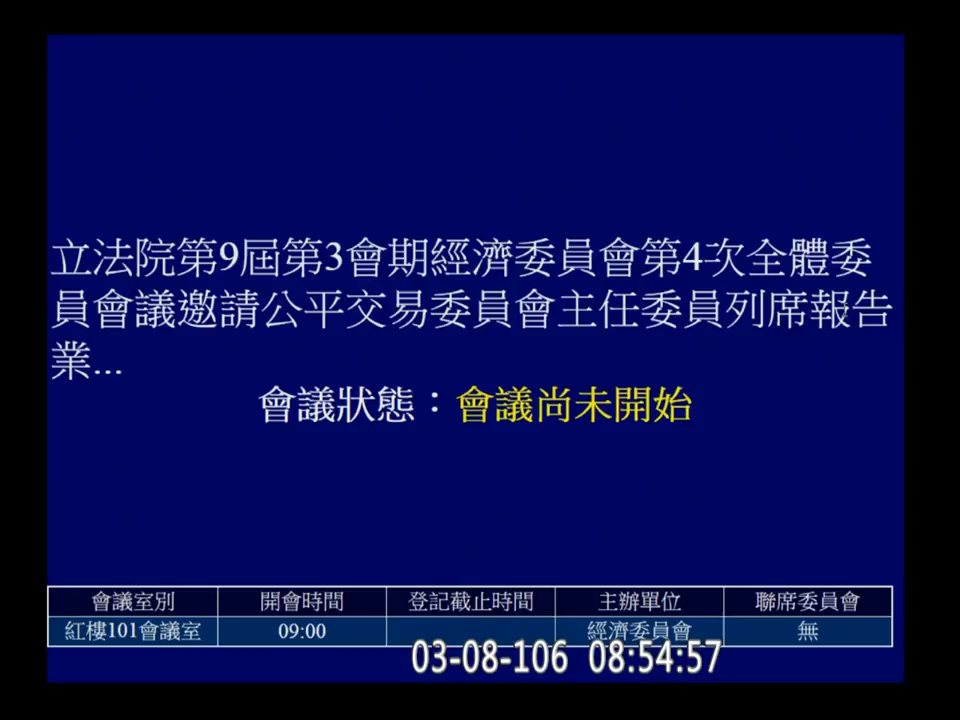 立法院第9屆第3會期經濟委員會第4次全體委
員會議邀請公平交易委員會主任委員列席報告
業...
會議狀態：會議尚未開始
會議室別 開會時間 登記截止時間 主辦單位 聯席委員會
紅樓101會議室 09:00 經濟委員會 無
03-08-106 08:54:57